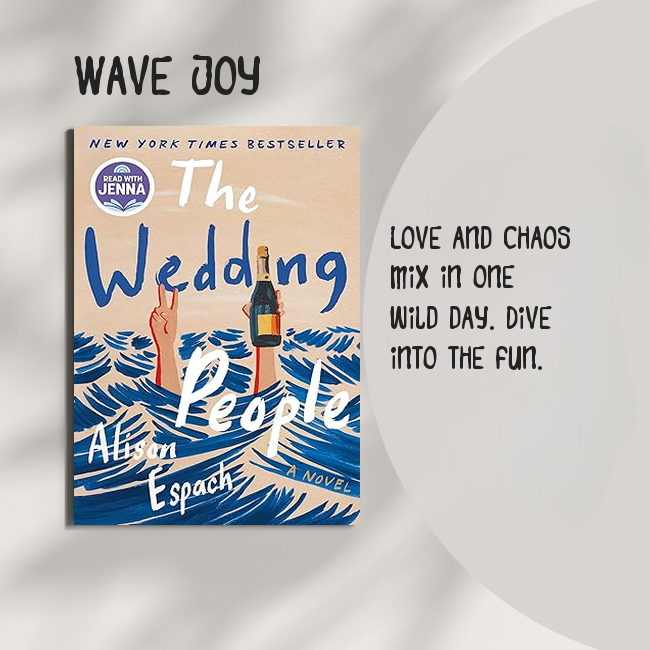 WAVE JOY
NEW YORK TIMES BESTSELLER
READ WITH
JENNA
The
Wedding
People
Alison
Espach
A NOVEL
LOVE AND CHAOS
MIX IN ONE
WILD DAY. DIVE
INTO THE FUN.